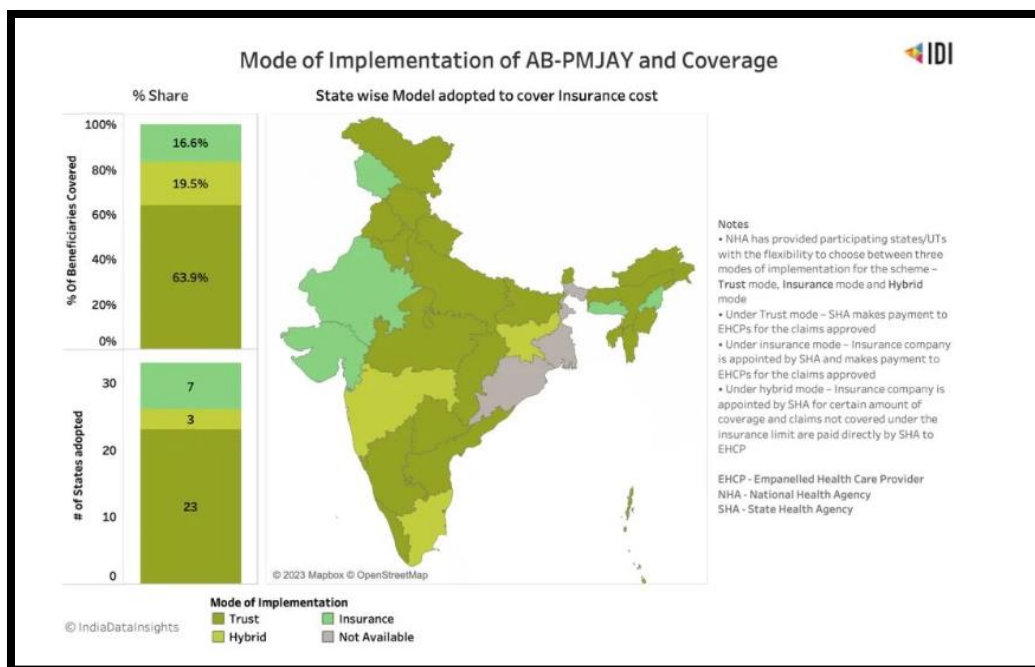 Mode of Implementation of AB-PMJAY and Coverage
IDI
% Share
State wise Model adopted to cover Insurance cost
% Of Beneficiaries Covered
100%
80%
60%
40%
20%
0%
16.6%
19.5%
63.9%
# of States adopted
30
20
10
0
7
3
23
© 2023 Mapbox © OpenStreetMap
Notes
• NHA has provided participating states/UTs
with the flexibility to choose between three
modes of implementation for the scheme –
Trust mode, Insurance mode and Hybrid
mode
• Under Trust mode – SHA makes payment to
EHCPs for the claims approved
• Under insurance mode – Insurance company
is appointed by SHA and makes payment to
EHCPs for the claims approved
• Under hybrid mode – Insurance company is
appointed by SHA for certain amount of
coverage and claims not covered under the
insurance limit are paid directly by SHA to
EHCP
EHCP - Empanelled Health Care Provider
NHA - National Health Agency
SHA - State Health Agency
Mode of Implementation
Trust
Insurance
Hybrid
Not Available
© IndiaDataInsights